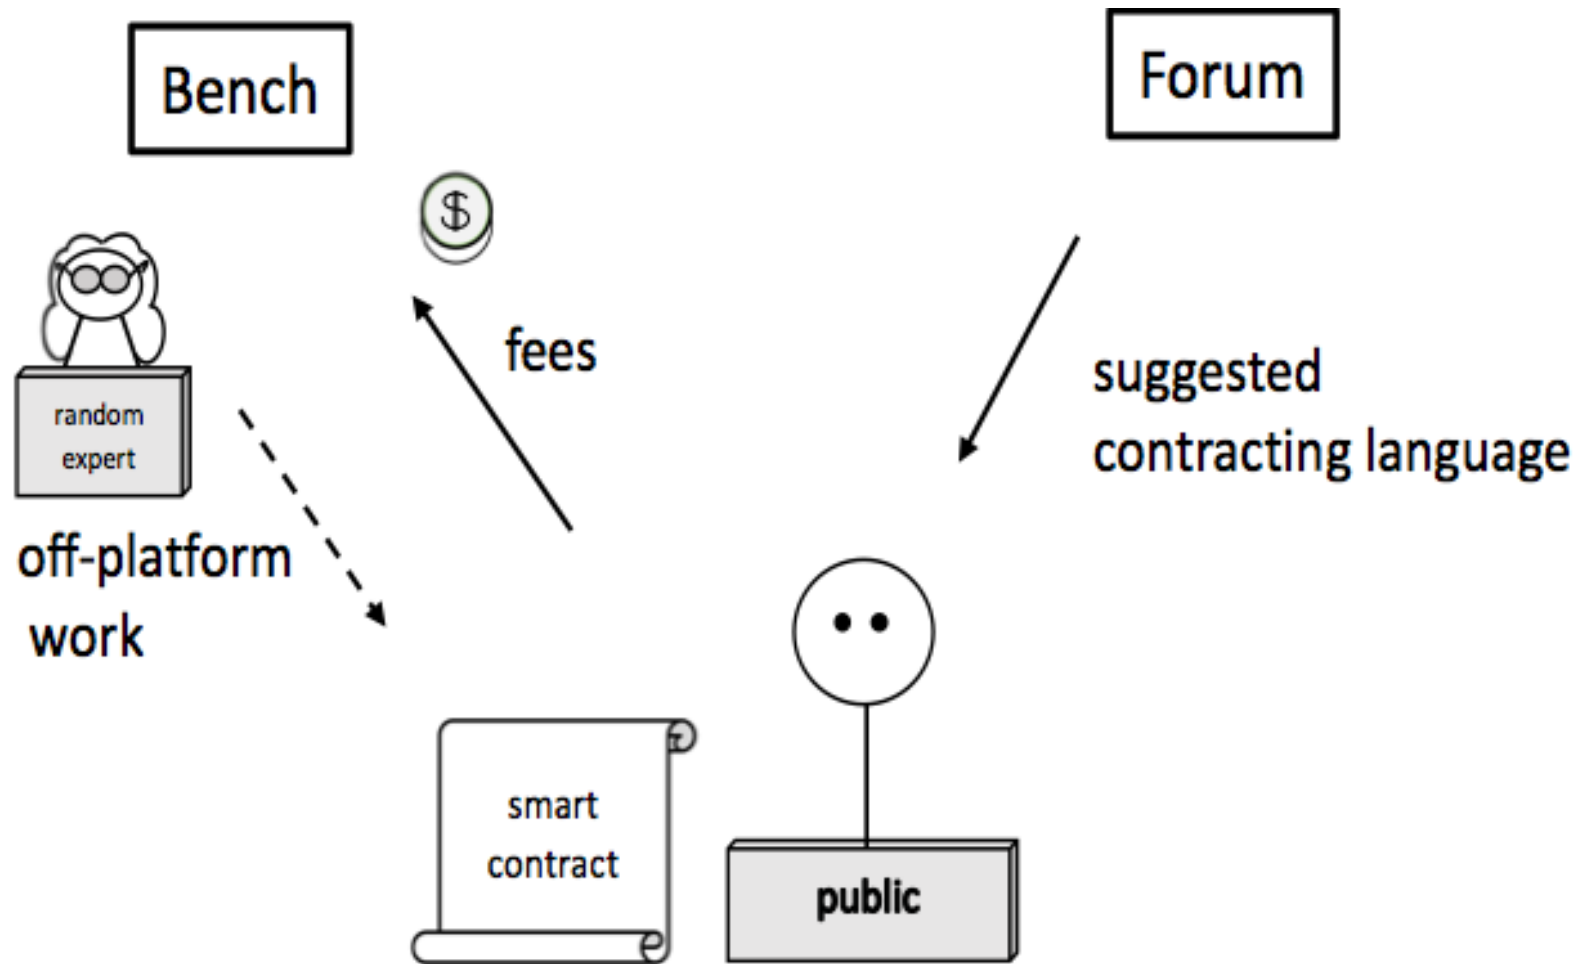 Bench
Forum
$
fees
suggested
contracting language
random
expert
off-platform
work
smart
contract
public